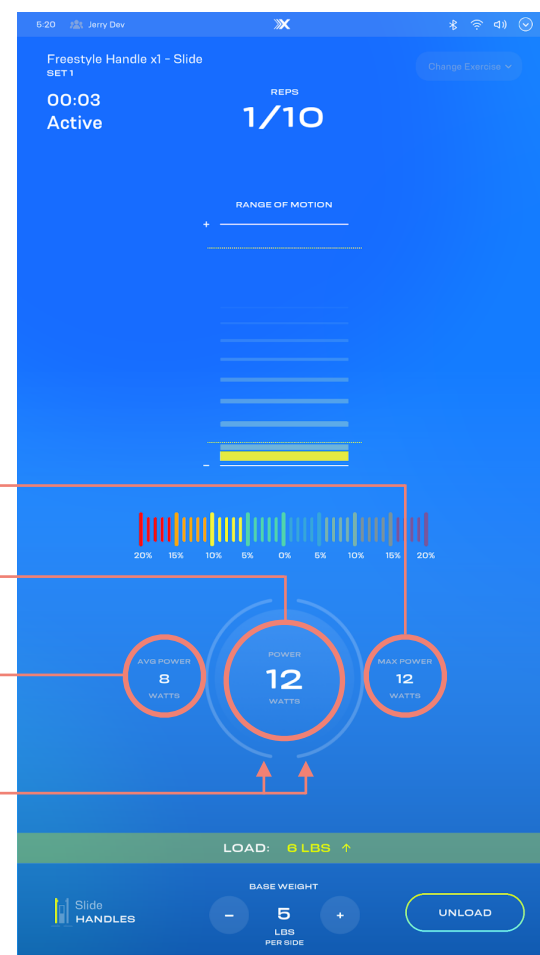 5:20 Jerry Dev
Freestyle Handle x1 - Slide
SET 1
Change Exercise
00:03
Active
REPS
1/10
RANGE OF MOTION
+
–
20% 15% 10% 5% 0% 5% 10% 15% 20%
AVG POWER
8
WATTS
POWER
12
WATTS
MAX POWER
12
WATTS
LOAD: 6 LBS ↑
Slide
HANDLES
BASE WEIGHT
– 5 +
LBS
PER SIDE
UNLOAD